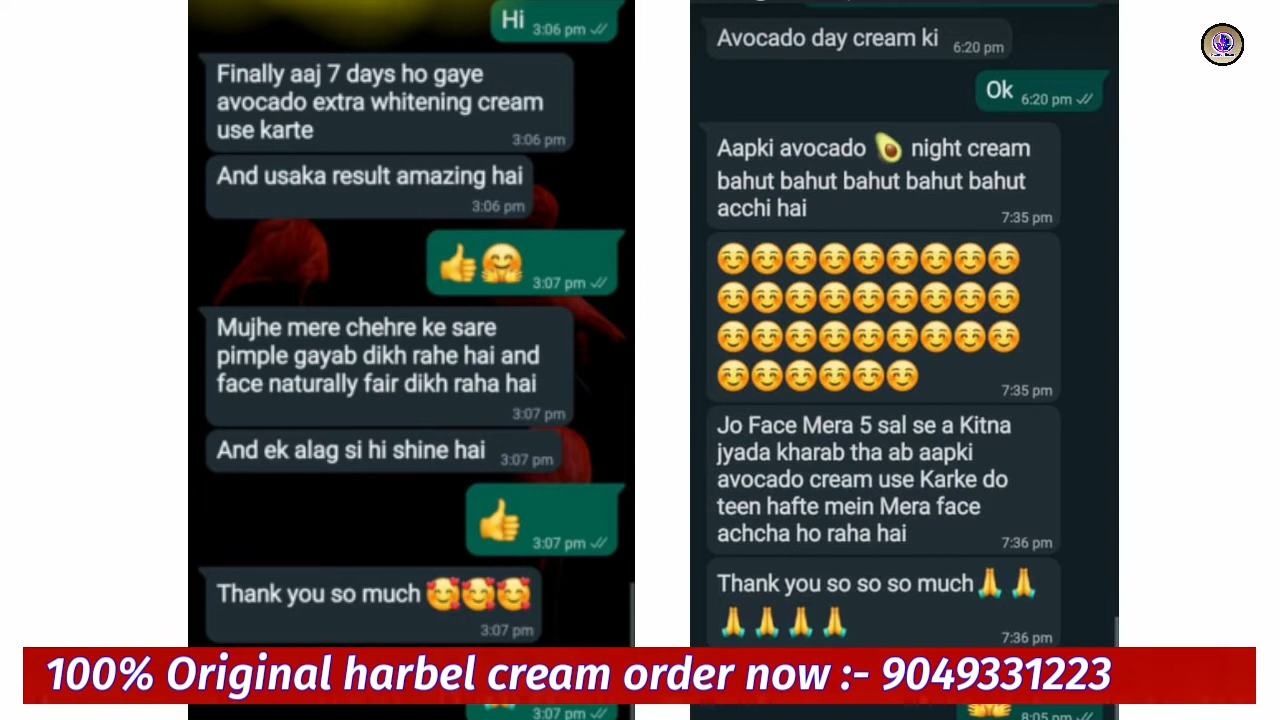 Hi
3:06 pm
Finally aaj 7 days ho gaye
avocado extra whitening cream
use karte
3:06 pm
And usaka result amazing hai
3:06 pm
3:07 pm
Mujhe mere chehre ke sare
pimple gayab dikh rahe hai and
face naturally fair dikh raha hai
3:07 pm
And ek alag si hi shine hai
3:07 pm
3:07 pm
Thank you so much 🥰🥰🥰
3:07 pm
3:07 pm
Avocado day cream ki
6:20 pm
Ok
6:20 pm
Aapki avocado 🥑 night cream
bahut bahut bahut bahut bahut
acchi hai
7:35 pm
7:35 pm
Jo Face Mera 5 sal se a Kitna
jyada kharab tha ab aapki
avocado cream use Karke do
teen hafte mein Mera face
achcha ho raha hai
7:36 pm
Thank you so so so much🙏🙏
🙏🙏🙏🙏
7:36 pm
8:05 pm
100% Original harbel cream order now :- 9049331223